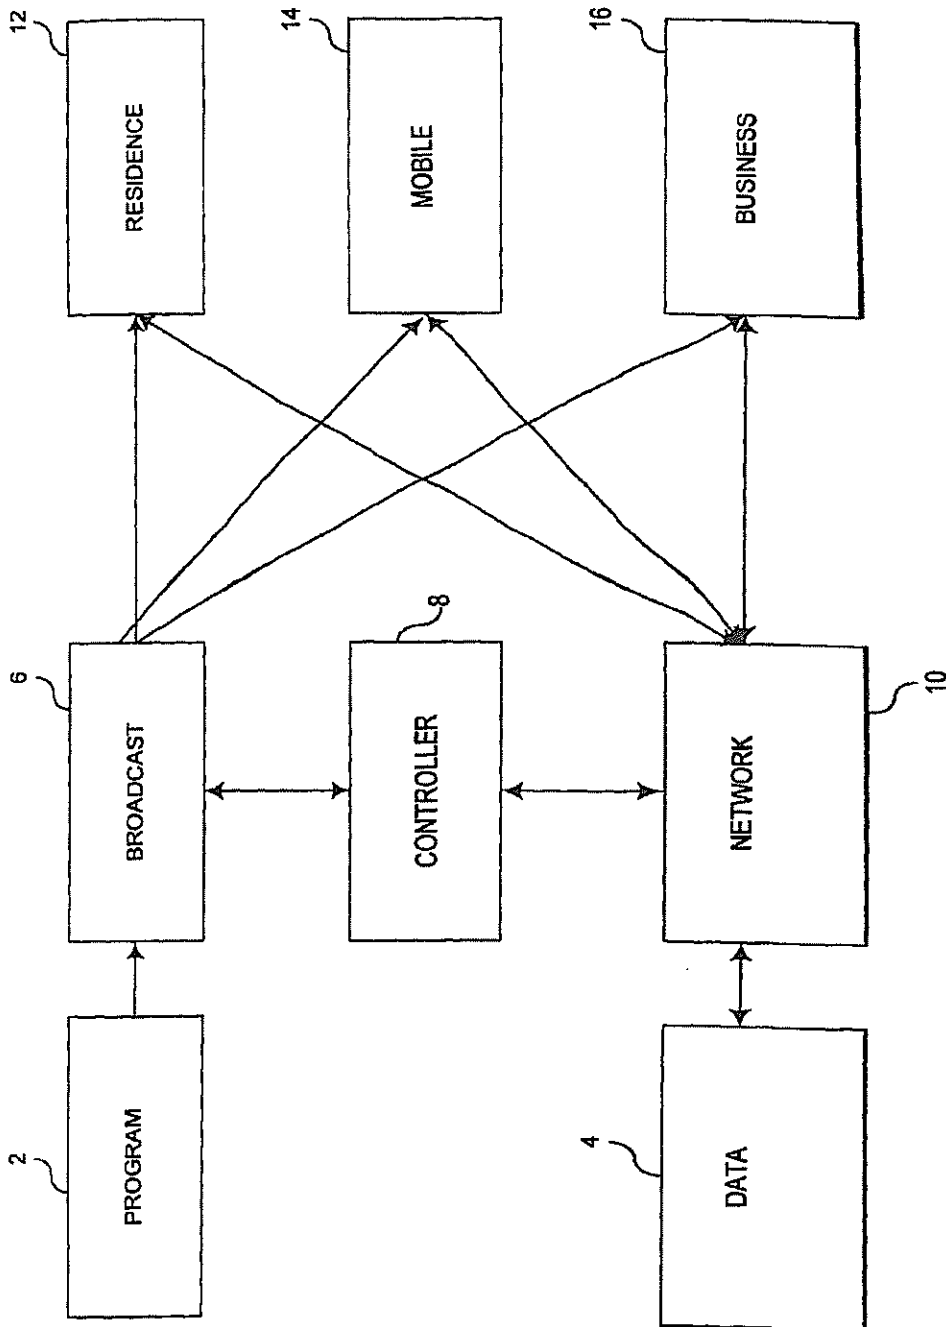 2
PROGRAM
6
BROADCAST
12
RESIDENCE
8
CONTROLLER
14
MOBILE
4
DATA
10
NETWORK
16
BUSINESS